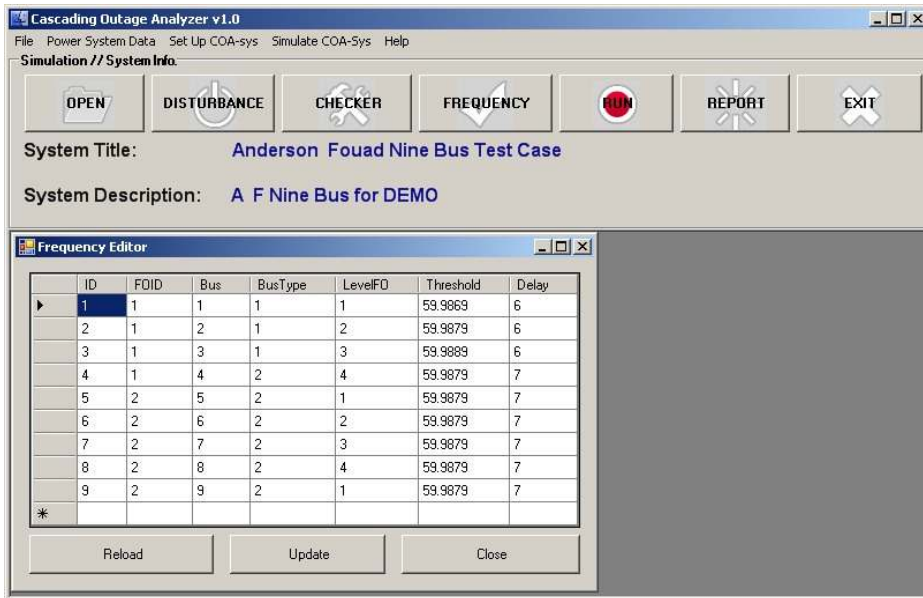 Cascading Outage Analyzer v1.0
File Power System Data Set Up COA-sys Simulate COA-Sys Help
Simulation // System Info.
OPEN DISTURBANCE CHECKER FREQUENCY RUN REPORT EXIT
System Title: Anderson Fouad Nine Bus Test Case
System Description: A F Nine Bus for DEMO
Frequency Editor
ID FOID Bus BusType LevelFO Threshold Delay
1 1 1 1 1 59.9869 6
2 1 2 1 2 59.9879 6
3 1 3 1 3 59.9889 6
4 1 4 2 4 59.9879 7
5 2 5 2 1 59.9879 7
6 2 6 2 2 59.9879 7
7 2 7 2 3 59.9879 7
8 2 8 2 4 59.9879 7
9 2 9 2 1 59.9879 7
Reload Update Close